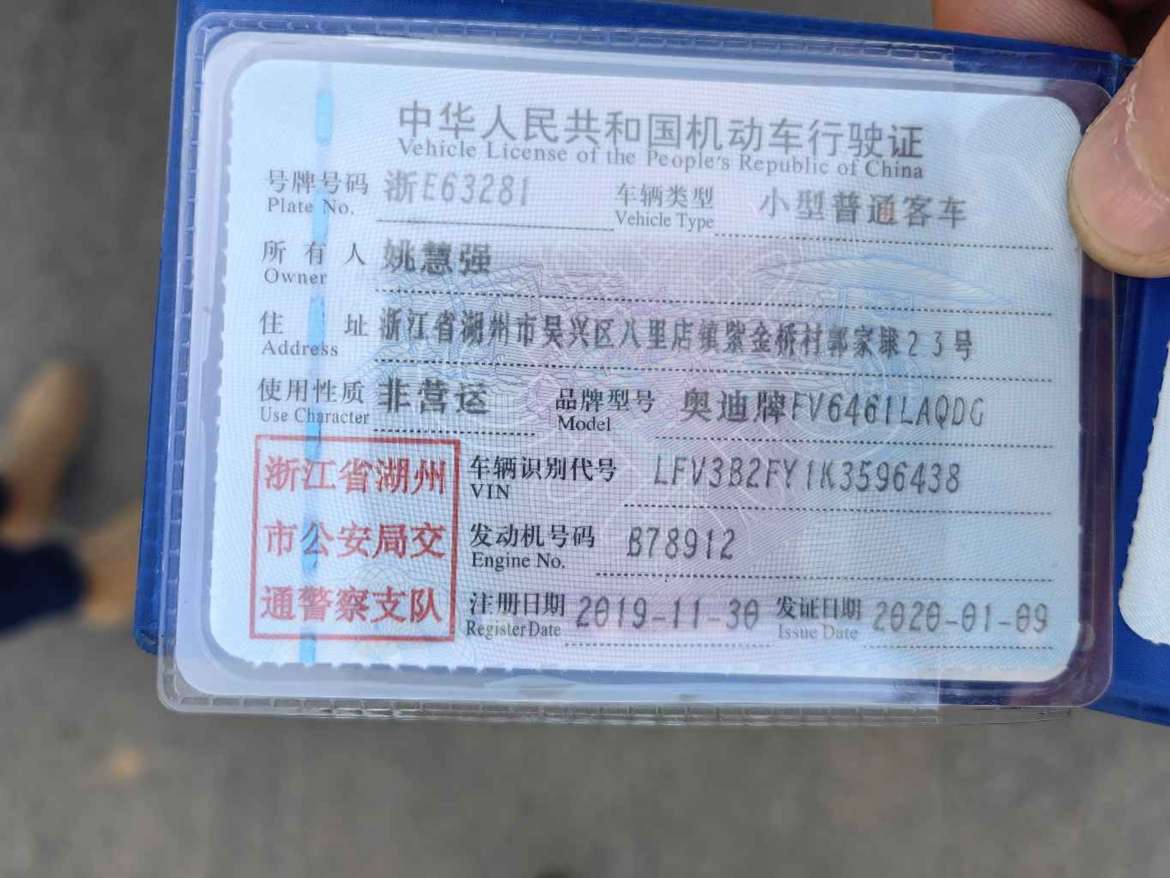 中华人民共和国机动车行驶证
Vehicle License of the People's Republic of China
号牌号码 浙E63281 车辆类型 小型普通客车
Plate No. Vehicle Type
所有人 姚慧强
Owner
住址 浙江省湖州市吴兴区八里店镇紫金桥村郭家墚23号
Address
使用性质 非营运 品牌型号 奥迪牌FV6461LAQDG
Use Character Model
浙江省湖州
市公安局交
通警察支队
车辆识别代号 LFV3B2FY1K3596438
VIN
发动机号码 B78912
Engine No.
注册日期 2019-11-30 发证日期 2020-01-09
Register Date Issue Date